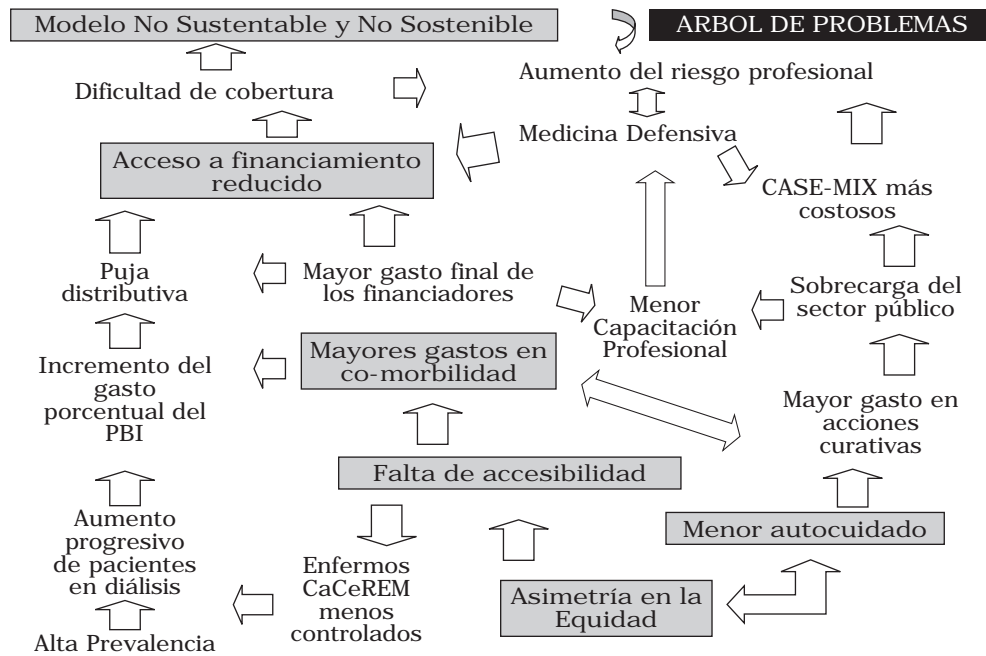 Modelo No Sustentable y No Sostenible
ARBOL DE PROBLEMAS
Aumento del riesgo profesional
Dificultad de cobertura
Medicina Defensiva
Acceso a financiamiento
reducido
CASE-MIX más
costosos
Puja
distributiva
Mayor gasto final de
los financiadores
Menor
Capacitación
Profesional
Sobrecarga del
sector público
Incremento del
gasto
porcentual del
PBI
Mayores gastos en
co-morbilidad
Mayor gasto en
acciones
curativas
Falta de accesibilidad
Menor autocuidado
Aumento
progresivo
de pacientes
en diálisis
Enfermos
CaCeREM
menos
controlados
Asimetría en la
Equidad
Alta Prevalencia